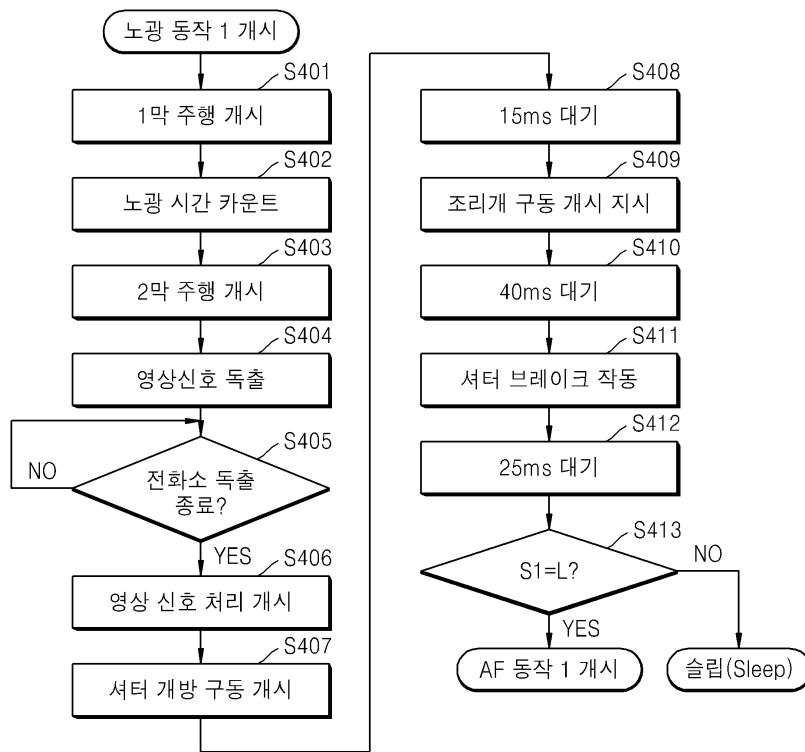 노광 동작 1 개시
S401
1막 주행 개시
S402
노광 시간 카운트
S403
2막 주행 개시
S404
영상신호 독출
S405
전화소 독출
종료?
NO
YES
S406
영상 신호 처리 개시
S407
셔터 개방 구동 개시
S408
15ms 대기
S409
조리개 구동 개시 지시
S410
40ms 대기
S411
셔터 브레이크 작동
S412
25ms 대기
S413
S1=L?
NO
YES
AF 동작 1 개시
슬립(Sleep)